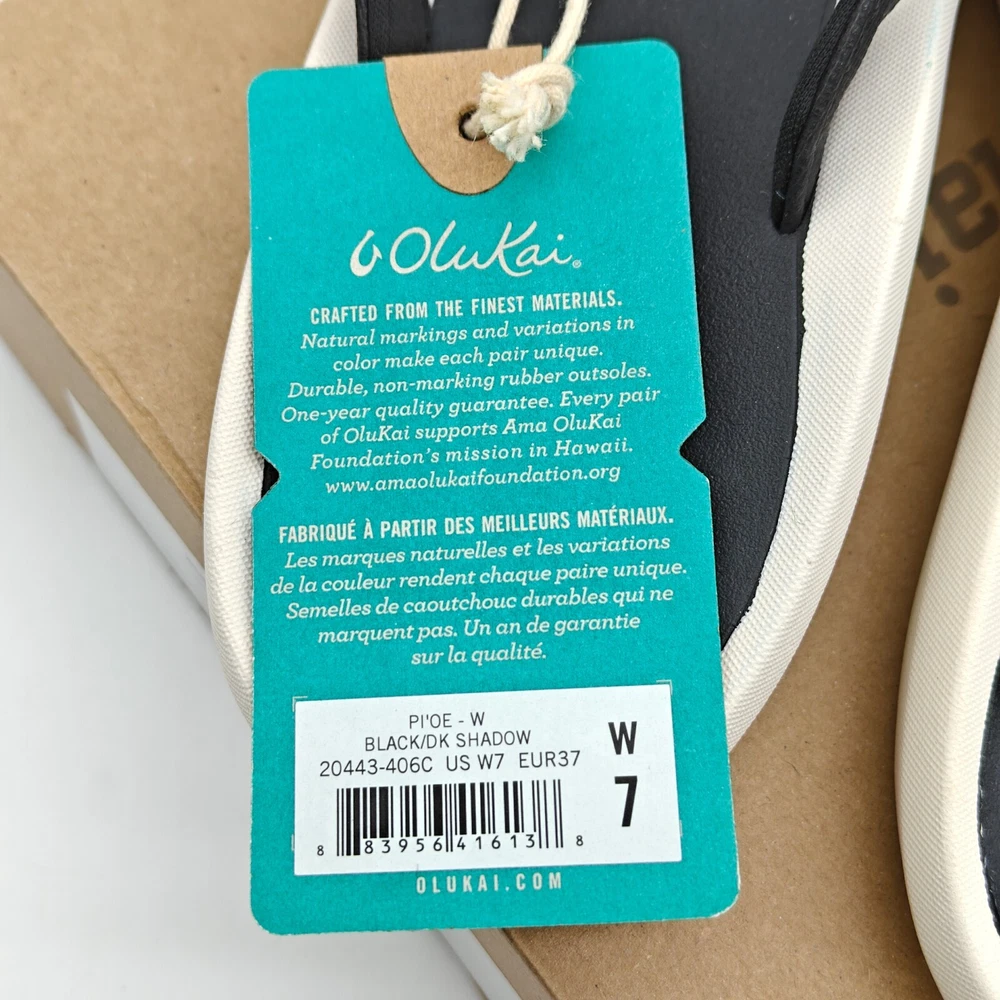 OluKai®
CRAFTED FROM THE FINEST MATERIALS.
Natural markings and variations in
color make each pair unique.
Durable, non-marking rubber outsoles.
One-year quality guarantee. Every pair
of OluKai supports Ama OluKai
Foundation's mission in Hawaii.
www.amaolukaifoundation.org
FABRIQUÉ À PARTIR DES MEILLEURS MATÉRIAUX.
Les marques naturelles et les variations
de la couleur rendent chaque paire unique.
Semelles de caoutchouc durables qui ne
marquent pas. Un an de garantie
sur la qualité.
PI'OE - W
BLACK/DK SHADOW
20443-406C US W7 EUR37
W
7
8 83956 41613 8
OLUKAI.COM